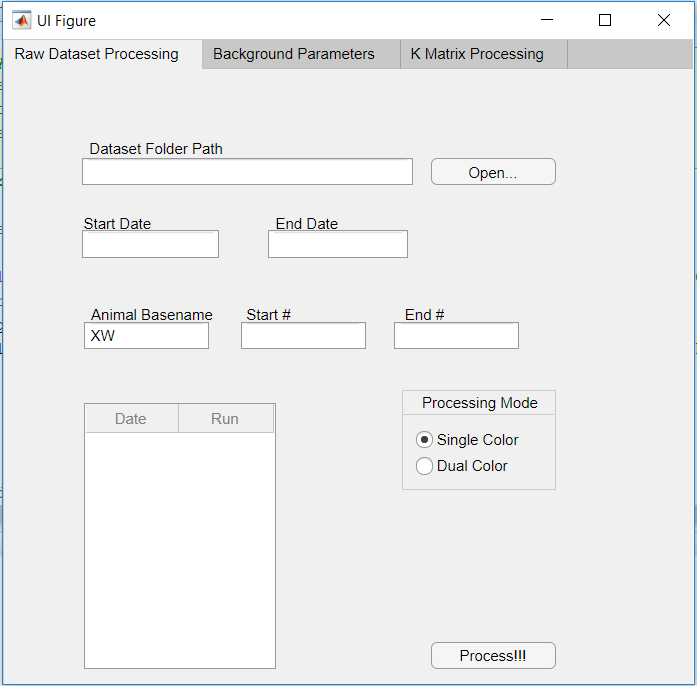 UI Figure
Raw Dataset Processing Background Parameters K Matrix Processing
Dataset Folder Path
Open...
Start Date End Date
Animal Basename Start # End #
XW
Processing Mode
Date Run
Single Color
Dual Color
Process!!!